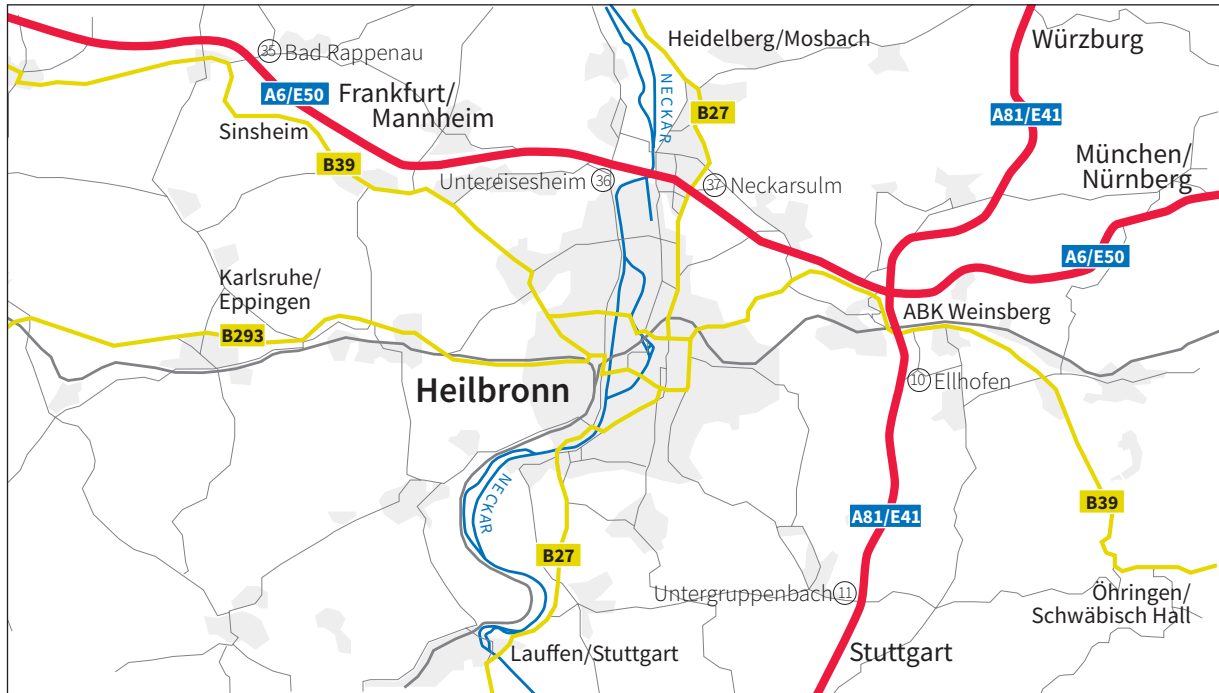 Heidelberg/Mosbach
Würzburg
35 Bad Rappenau
A6/E50
Frankfurt/
Mannheim
NECKAR
B27
A81/E41
Sinsheim
B39
München/
Nürnberg
Untereisesheim 36
37 Neckarsulm
A6/E50
Karlsruhe/
Eppingen
B293
ABK Weinsberg
Heilbronn
10 Ellhofen
NECKAR
A81/E41
B39
B27
Untergruppenbach 11
Öhringen/
Schwäbisch Hall
Lauffen/Stuttgart
Stuttgart